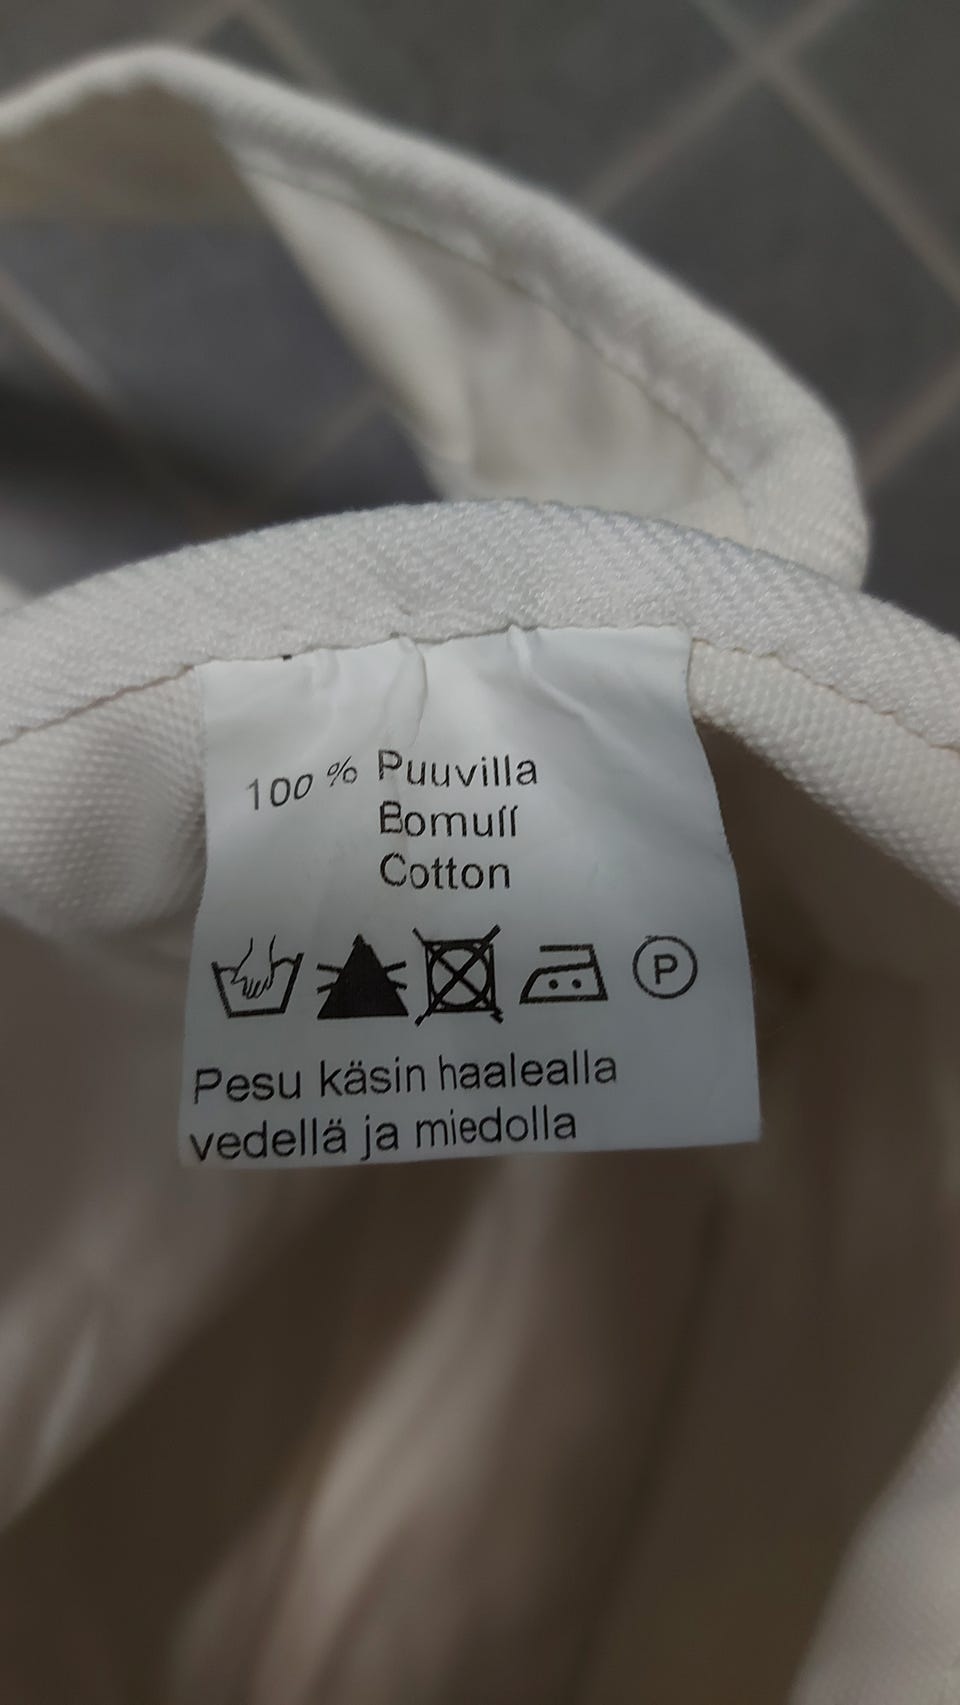 100 % Puuvilla
Bomull
Cotton
P
Pesu käsin haalealla
vedellä ja miedolla